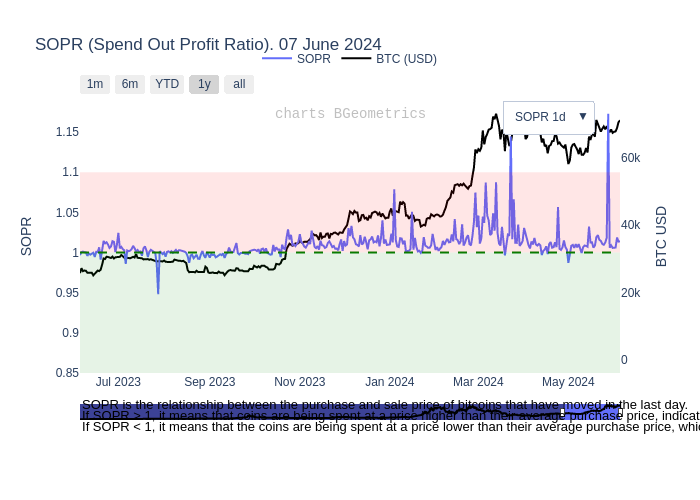 SOPR (Spend Out Profit Ratio). 07 June 2024
SOPR
BTC (USD)
1m
6m
YTD
1y
all
charts BGeometrics
SOPR 1d ▼
1.15
1.1
1.05
1
0.95
0.9
0.85
SOPR
60k
40k
20k
0
BTC USD
Jul 2023
Sep 2023
Nov 2023
Jan 2024
Mar 2024
May 2024
SOPR is the relationship between the purchase and sale price of bitcoins that have moved in the last day.
If SOPR > 1, it means that coins are being spent at a price higher than their average purchase price, indicat
If SOPR < 1, it means that the coins are being spent at a price lower than their average purchase price, whic